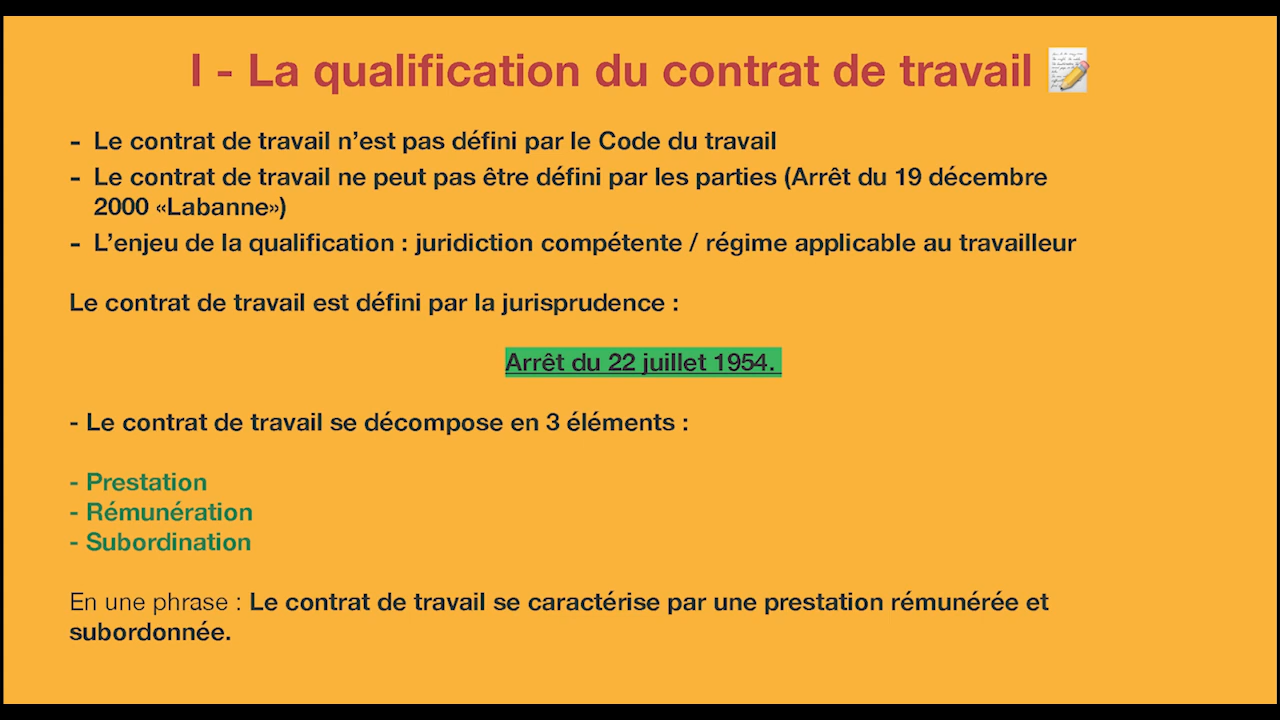 I - La qualification du contrat de travail
- Le contrat de travail n’est pas défini par le Code du travail
- Le contrat de travail ne peut pas être défini par les parties (Arrêt du 19 décembre
2000 «Labanne»)
- L’enjeu de la qualification : juridiction compétente / régime applicable au travailleur
Le contrat de travail est défini par la jurisprudence :
Arrêt du 22 juillet 1954.
- Le contrat de travail se décompose en 3 éléments :
- Prestation
- Rémunération
- Subordination
En une phrase : Le contrat de travail se caractérise par une prestation rémunérée et
subordonnée.